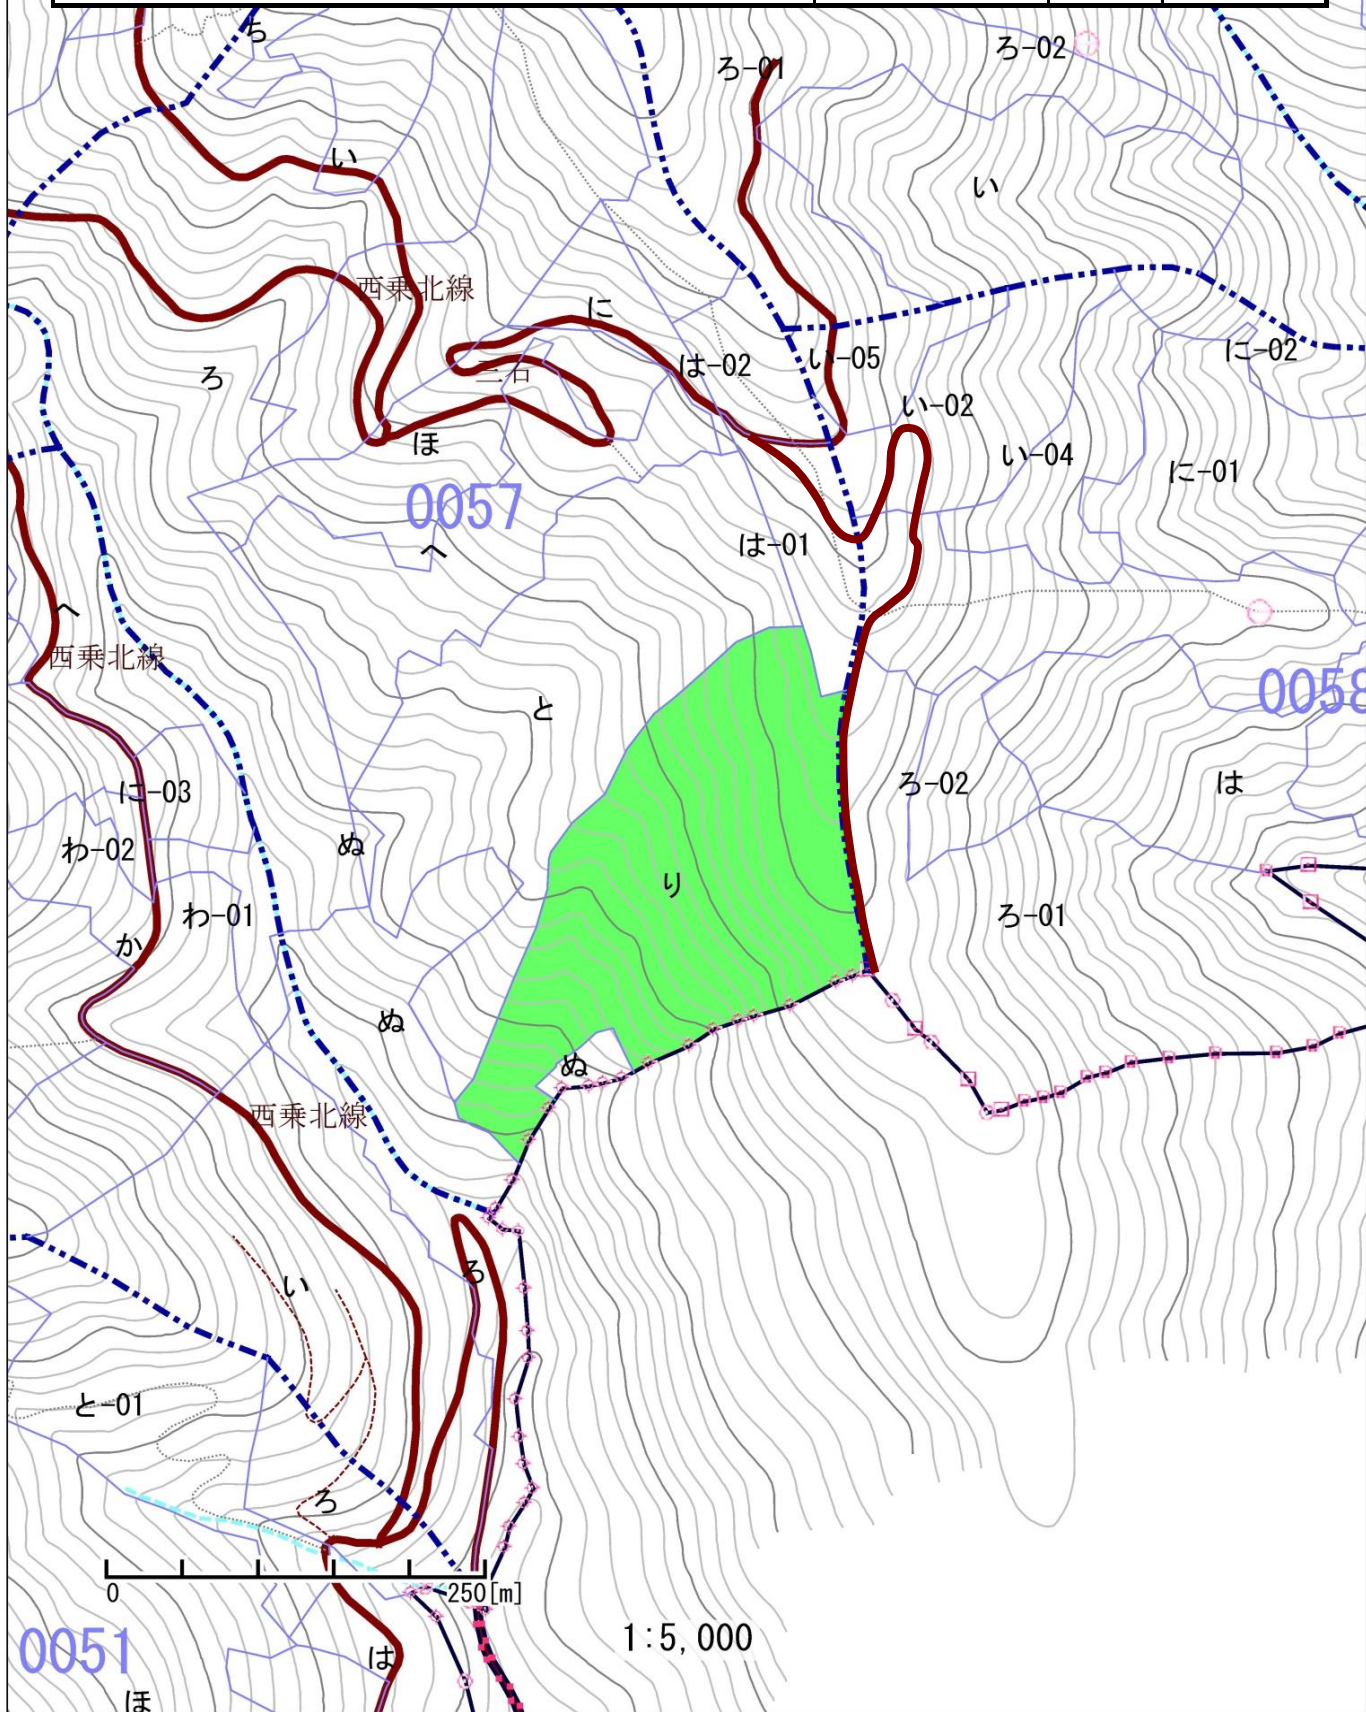 ち
ろ-01
ろ-02
い
い
西乗北線
に
ろ
三石
は-02
い-05
に-02
い-02
ほ
い-04
に-01
0057
へ
は-01
へ
西乗北線
0058
と
に-03
ろ-02
は
わ-02
ぬ
り
わ-01
ろ-01
か
ぬ
ぬ
西乗北線
い
ろ
と-01
ろ
0
250[m]
1:5,000
0051
は
ほ